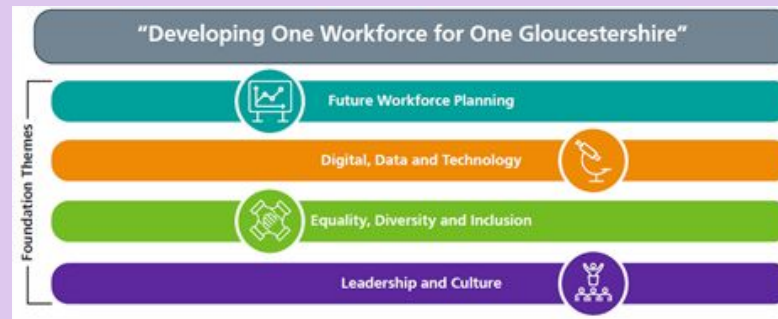 “Developing One Workforce for One Gloucestershire”
Foundation Themes
Future Workforce Planning
Digital, Data and Technology
Equality, Diversity and Inclusion
Leadership and Culture